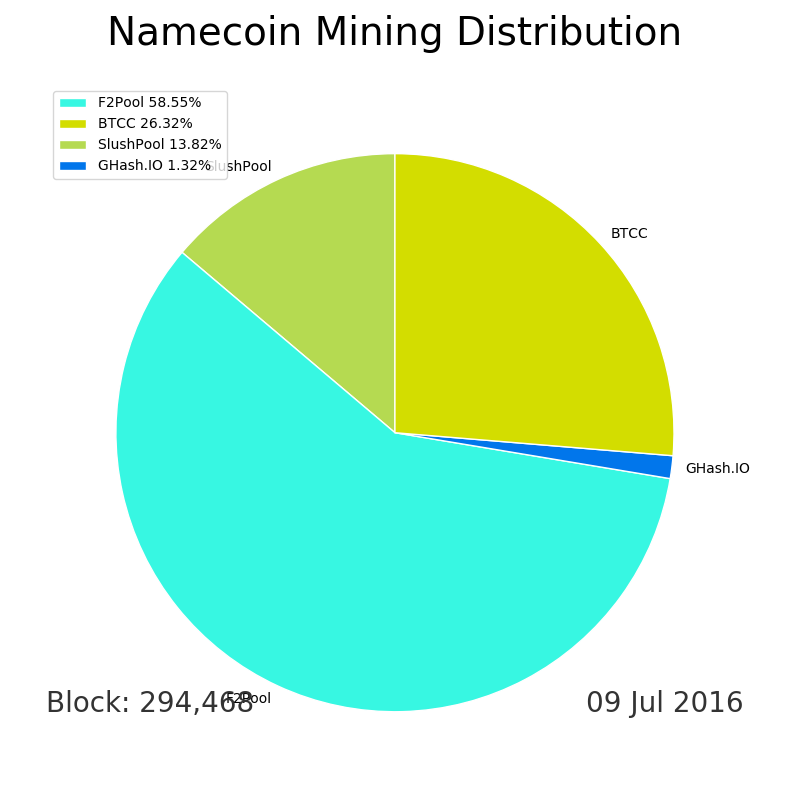 Namecoin Mining Distribution
F2Pool 58.55%
BTCC 26.32%
SlushPool 13.82%
GHash.IO 1.32%
SlushPool
BTCC
GHash.IO
F2Pool
Block: 294,468
09 Jul 2016